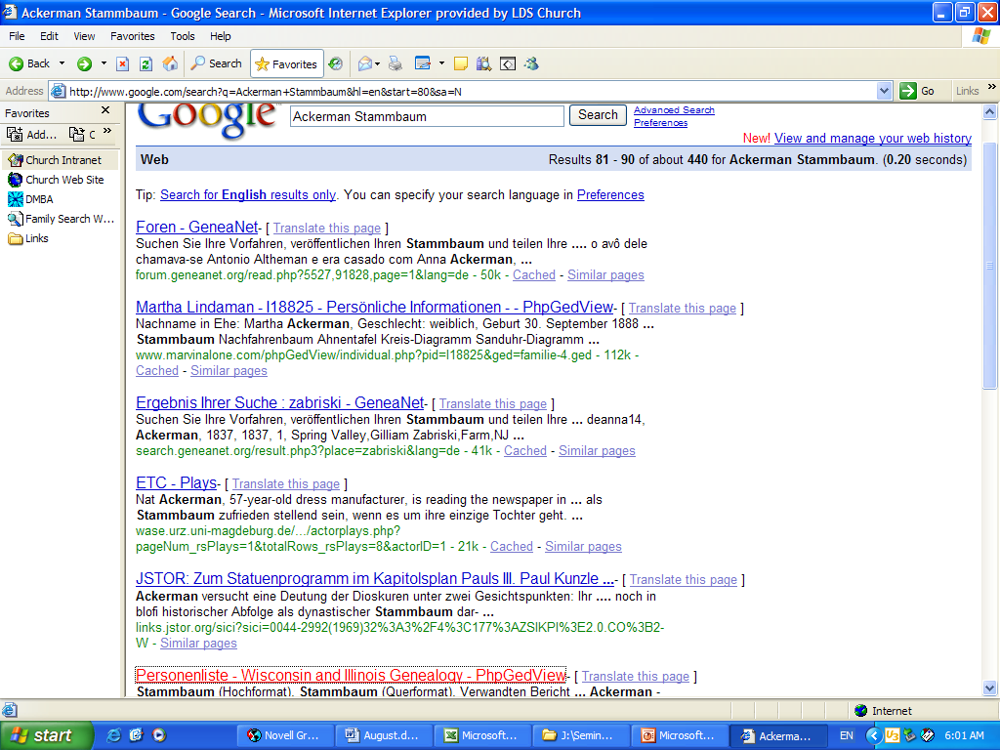 Ackerman Stammbaum - Google Search - Microsoft Internet Explorer provided by LDS Church
File Edit View Favorites Tools Help
Back Search Favorites
Address http://www.google.com/search?q=Ackerman+Stammbaum&hl=en&start=80&sa=N Go Links »
Favorites
Add... »
Church Intranet
Church Web Site
DMBA
Family Search W...
Links
Google Ackerman Stammbaum Search Advanced Search
Preferences
New! View and manage your web history
Web Results 81 - 90 of about 440 for Ackerman Stammbaum. (0.20 seconds)
Tip: Search for English results only. You can specify your search language in Preferences
Foren - GeneaNet- [ Translate this page ]
Suchen Sie Ihre Vorfahren, veröffentlichen Ihren Stammbaum und teilen Ihre .... o avô dele
chamava-se Antonio Altheman e era casado com Anna Ackerman, ...
forum.geneanet.org/read.php?5527,91828,page=1&lang=de - 50k - Cached - Similar pages
Martha Lindaman - I18825 - Persönliche Informationen - - PhpGedView- [ Translate this page ]
Nachname in Ehe: Martha Ackerman, Geschlecht: weiblich, Geburt 30. September 1888 ...
Stammbaum Nachfahrenbaum Ahnentafel Kreis-Diagramm Sanduhr-Diagramm ...
www.marvinalone.com/phpGedView/individual.php?pid=I18825&ged=familie-4.ged - 112k -
Cached - Similar pages
Ergebnis Ihrer Suche : zabriski - GeneaNet- [ Translate this page ]
Suchen Sie Ihre Vorfahren, veröffentlichen Ihren Stammbaum und teilen Ihre ... deanna14,
Ackerman, 1837, 1837, 1, Spring Valley,Gilliam Zabriski,Farm,NJ ...
search.geneanet.org/result.php3?place=zabriski&lang=de - 41k - Cached - Similar pages
ETC - Plays- [ Translate this page ]
Nat Ackerman, 57-year-old dress manufacturer, is reading the newspaper in ... als
Stammbaum zufrieden stellend sein, wenn es um ihre einzige Tochter geht. ...
wase.urz.uni-magdeburg.de/.../actorplays.php?
pageNum_rsPlays=1&totalRows_rsPlays=8&actorID=1 - 21k - Cached - Similar pages
JSTOR: Zum Statuenprogramm im Kapitolsplan Pauls III. Paul Kunzle ...- [ Translate this page ]
Ackerman versucht eine Deutung der Dioskuren unter zwei Gesichtspunkten: Ihr .... noch in
blofi historischer Abfolge als dynastischer Stammbaum dar- ...
links.jstor.org/sici?sici=0044-2992(1969)32%3A3%2F4%3C177%3AZSIKPI%3E2.0.CO%3B2-
W - Similar pages
Personenliste - Wisconsin and Illinois Genealogy - PhpGedView- [ Translate this page ]
Stammbaum (Hochformat). Stammbaum (Querformat). Verwandten Bericht ... Ackerman -
Internet
start Novell Gr... August.d... Microsoft... J:\Semin... Microsoft... Ackerma... EN U3 6:01 AM